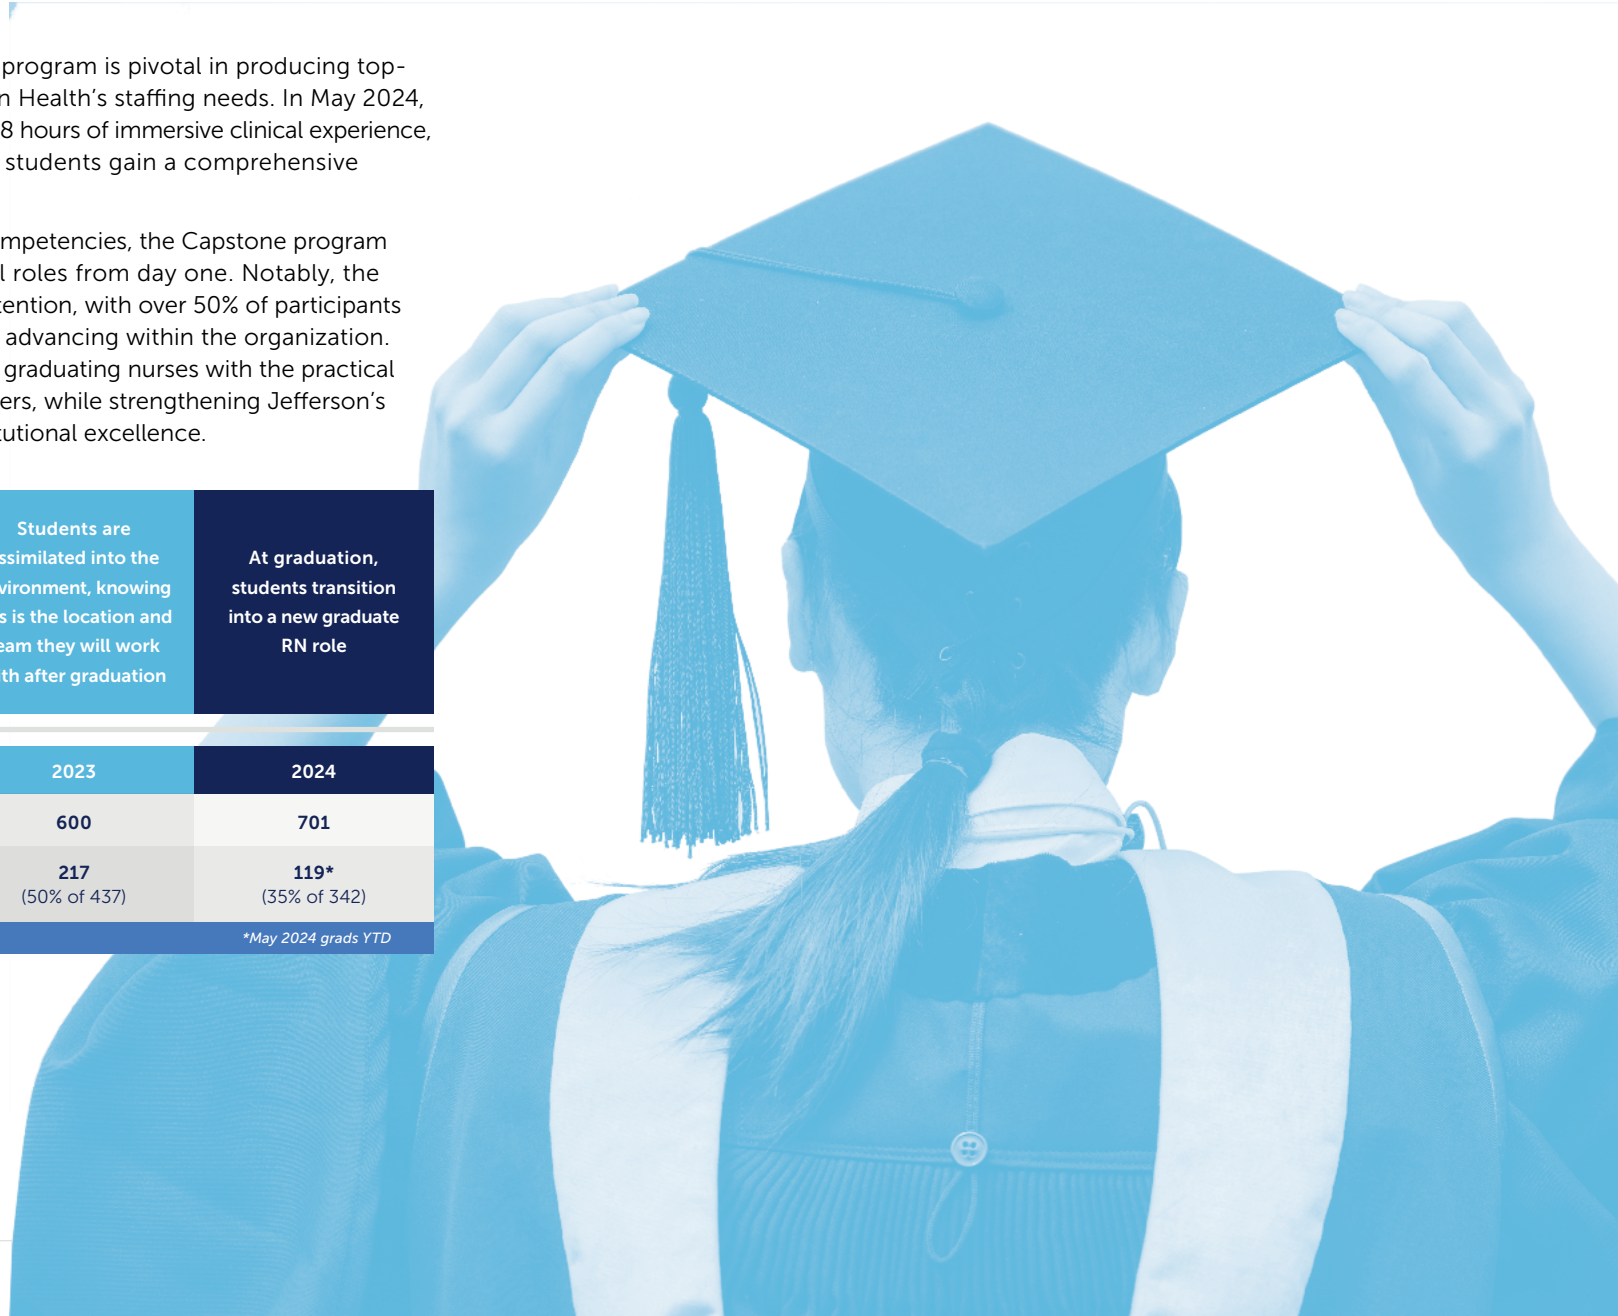 program is pivotal in producing top-
n Health’s staffing needs. In May 2024,
8 hours of immersive clinical experience,
students gain a comprehensive
mpetencies, the Capstone program
l roles from day one. Notably, the
tention, with over 50% of participants
advancing within the organization.
graduating nurses with the practical
ers, while strengthening Jefferson’s
tutional excellence.
Students are
ssimilated into the
vironment, knowing
s is the location and
eam they will work
th after graduation
At graduation,
students transition
into a new graduate
RN role
2023 2024
600 701
217 119*
(50% of 437) (35% of 342)
*May 2024 grads YTD